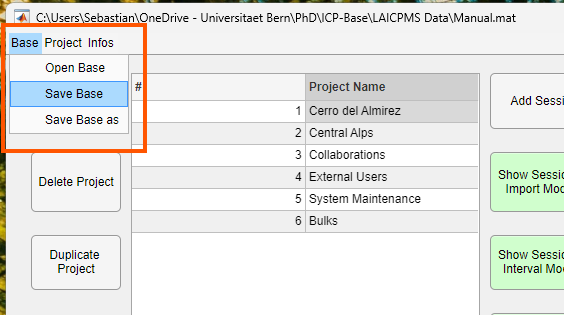 C:\Users\Sebastian\OneDrive - Universitaet Bern\PhD\ICP-Base\LAICPMS Data\Manual.mat
Base Project Infos
Open Base
Save Base
Save Base as
Delete Project
Duplicate
Project
# Project Name
1 Cerro del Almirez
2 Central Alps
3 Collaborations
4 External Users
5 System Maintenance
6 Bulks
Add Sessi
Show Sessi
Import Mo
Show Sessi
Interval Mo